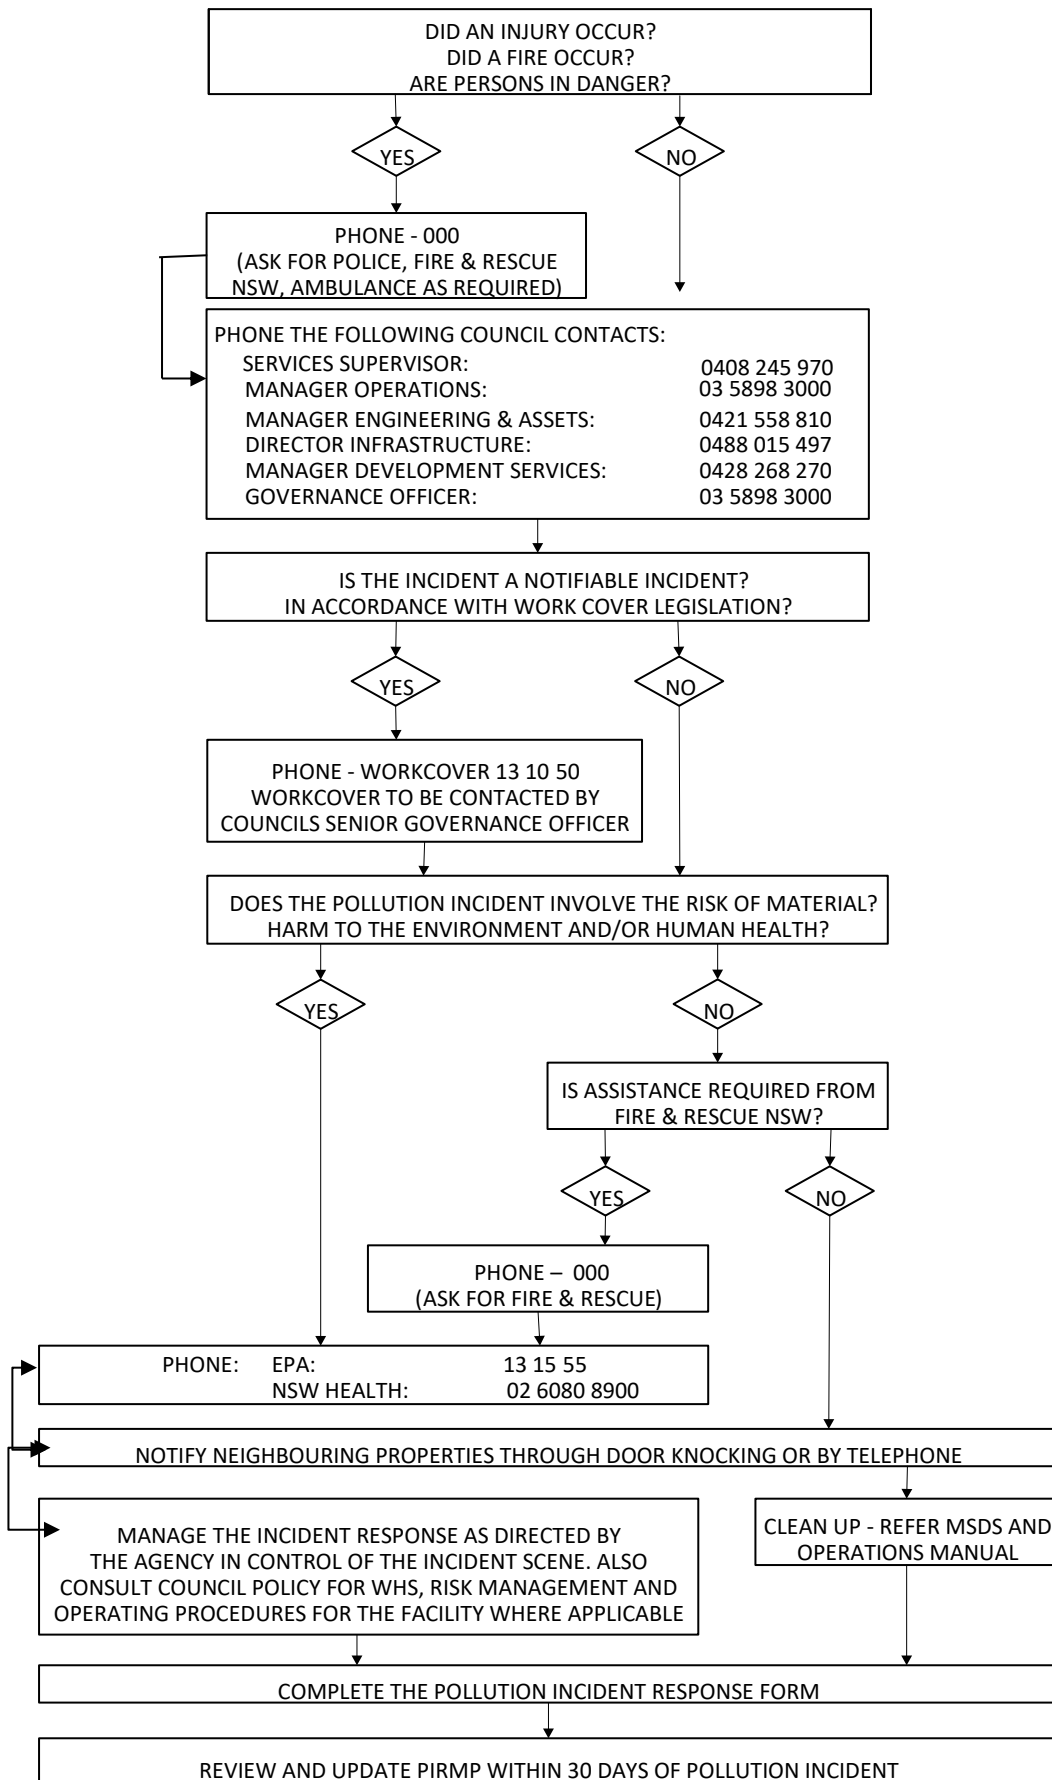 DID AN INJURY OCCUR?
DID A FIRE OCCUR?
ARE PERSONS IN DANGER?
YES
NO
PHONE - 000
(ASK FOR POLICE, FIRE & RESCUE
NSW, AMBULANCE AS REQUIRED)
PHONE THE FOLLOWING COUNCIL CONTACTS:
SERVICES SUPERVISOR: 0408 245 970
MANAGER OPERATIONS: 03 5898 3000
MANAGER ENGINEERING & ASSETS: 0421 558 810
DIRECTOR INFRASTRUCTURE: 0488 015 497
MANAGER DEVELOPMENT SERVICES: 0428 268 270
GOVERNANCE OFFICER: 03 5898 3000
IS THE INCIDENT A NOTIFIABLE INCIDENT?
IN ACCORDANCE WITH WORK COVER LEGISLATION?
YES
NO
PHONE - WORKCOVER 13 10 50
WORKCOVER TO BE CONTACTED BY
COUNCILS SENIOR GOVERNANCE OFFICER
DOES THE POLLUTION INCIDENT INVOLVE THE RISK OF MATERIAL?
HARM TO THE ENVIRONMENT AND/OR HUMAN HEALTH?
YES
NO
IS ASSISTANCE REQUIRED FROM
FIRE & RESCUE NSW?
YES
NO
PHONE – 000
(ASK FOR FIRE & RESCUE)
PHONE: EPA: 13 15 55
NSW HEALTH: 02 6080 8900
NOTIFY NEIGHBOURING PROPERTIES THROUGH DOOR KNOCKING OR BY TELEPHONE
MANAGE THE INCIDENT RESPONSE AS DIRECTED BY
THE AGENCY IN CONTROL OF THE INCIDENT SCENE. ALSO
CONSULT COUNCIL POLICY FOR WHS, RISK MANAGEMENT AND
OPERATING PROCEDURES FOR THE FACILITY WHERE APPLICABLE
CLEAN UP - REFER MSDS AND
OPERATIONS MANUAL
COMPLETE THE POLLUTION INCIDENT RESPONSE FORM
REVIEW AND UPDATE PIRMP WITHIN 30 DAYS OF POLLUTION INCIDENT